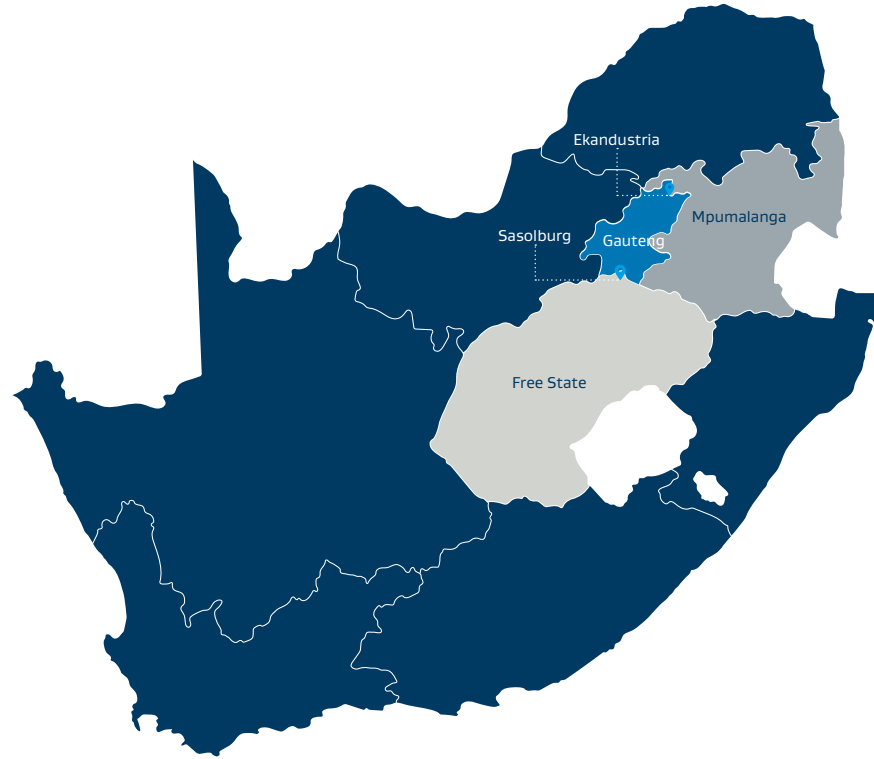 Ekandustria
Mpumalanga
Sasolburg
Gauteng
Free State